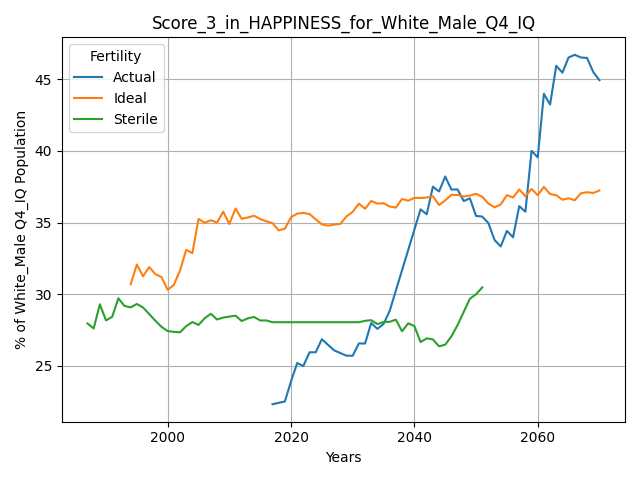 Score_3_in_HAPPINESS_for_White_Male_Q4_IQ
Fertility
Actual
Ideal
Sterile
% of White_Male Q4_IQ Population
45
40
35
30
25
2000
2020
2040
2060
Years